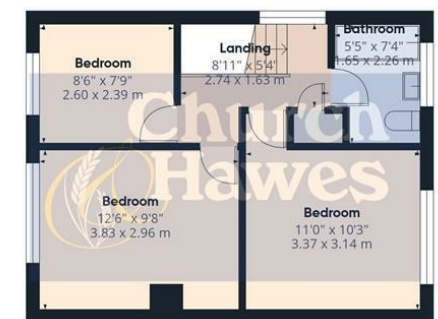 Bedroom
8'6" x 7'9"
2.60 x 2.39 m
Landing
8'11" x 5'4"
2.74 x 1.63 m
Bathroom
5'5" x 7'4"
1.65 x 2.26 m
Church
Hawes
Bedroom
12'6" x 9'8"
3.83 x 2.96 m
Bedroom
11'0" x 10'3"
3.37 x 3.14 m